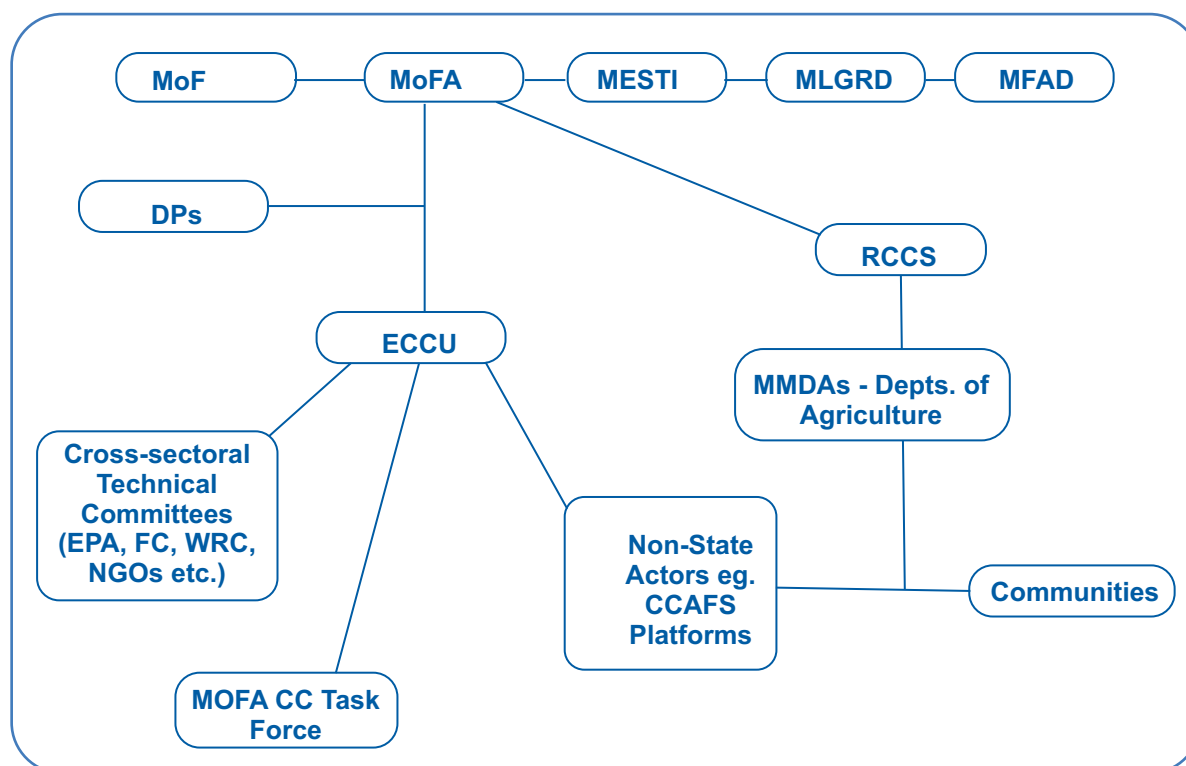 MoF
MoFA
MESTI
MLGRD
MFAD
DPs
RCCS
ECCU
MMDAs - Depts. of
Agriculture
Cross-sectoral
Technical
Committees
(EPA, FC, WRC,
NGOs etc.)
Non-State
Actors eg.
CCAFS
Platforms
Communities
MOFA CC Task
Force